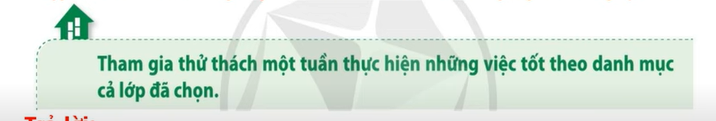 Tham gia thử thách một tuần thực hiện những việc tốt theo danh mục
cả lớp đã chọn.